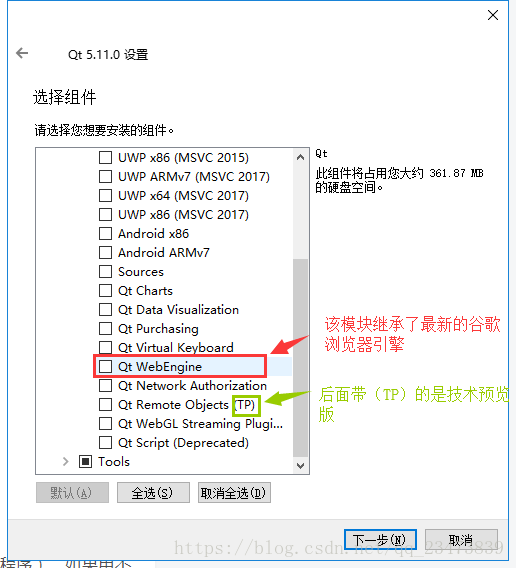 Qt 5.11.0 设置
选择组件
请选择您想要安装的组件。
UWP x86 (MSVC 2015)
UWP ARMv7 (MSVC 2017)
UWP x64 (MSVC 2017)
UWP x86 (MSVC 2017)
Android x86
Android ARMv7
Sources
Qt Charts
Qt Data Visualization
Qt Purchasing
Qt Virtual Keyboard
Qt WebEngine
Qt Network Authorization
Qt Remote Objects (TP)
Qt WebGL Streaming Plugi...
Qt Script (Deprecated)
Tools
Qt
此组件将占用您大约 361.87 MB
的硬盘空间。
该模块继承了最新的谷歌
浏览器引擎
后面带（TP）的是技术预览
版
默认(A)
全选(S)
取消全选(D)
下一步(N)
取消
https://blog.csdn.net/qq_23473839